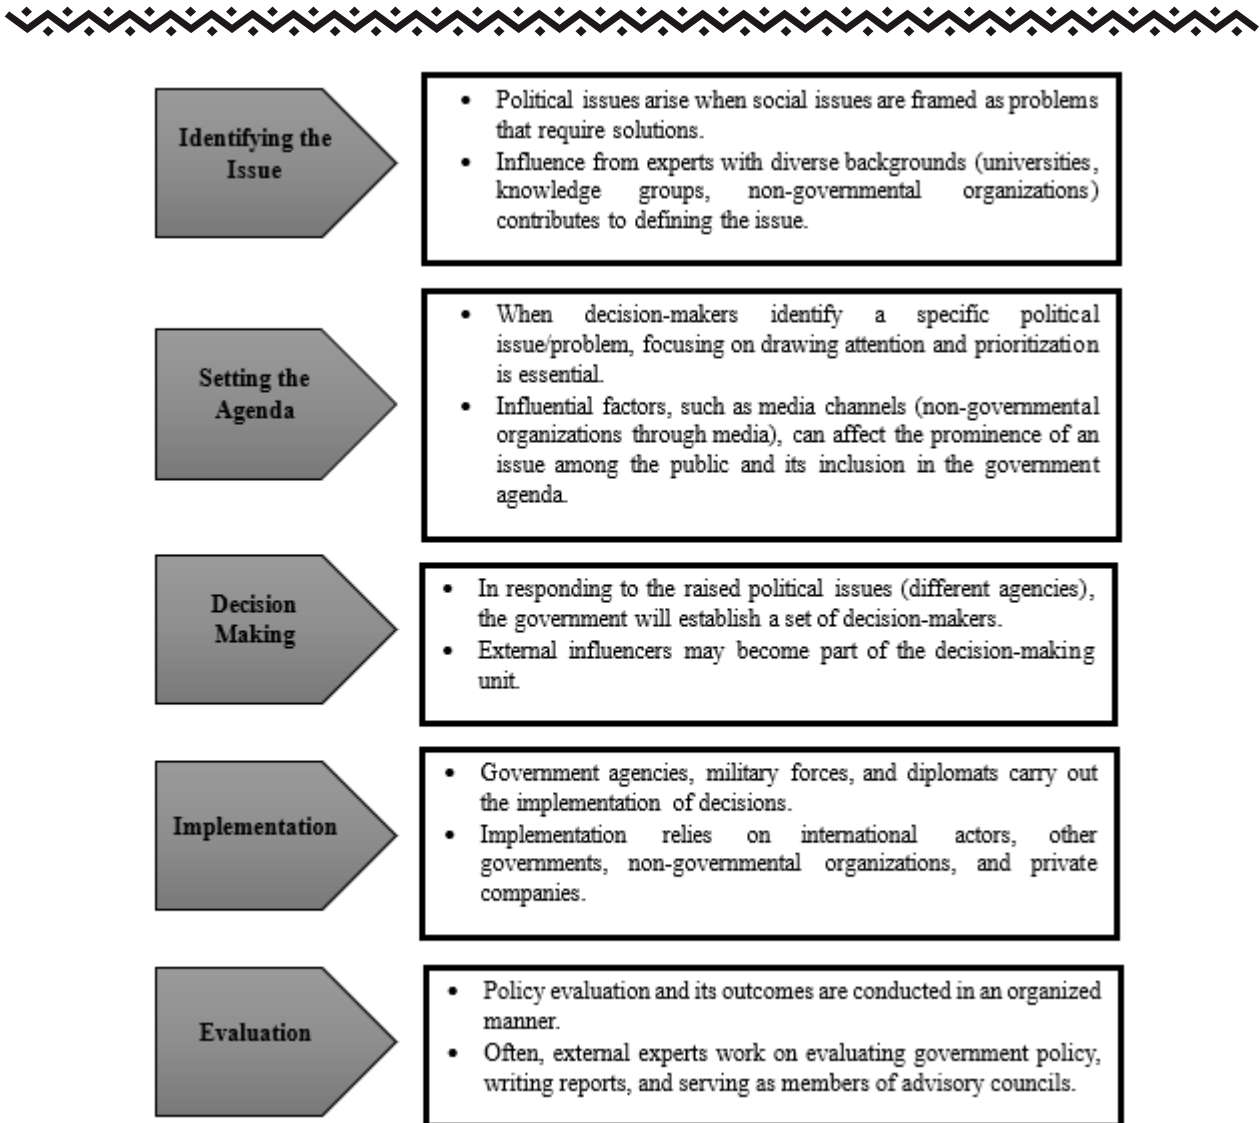 Identifying the
Issue
• Political issues arise when social issues are framed as problems
that require solutions.
• Influence from experts with diverse backgrounds (universities,
knowledge groups, non-governmental organizations)
contributes to defining the issue.
Setting the
Agenda
• When decision-makers identify a specific political
issue/problem, focusing on drawing attention and prioritization
is essential.
• Influential factors, such as media channels (non-governmental
organizations through media), can affect the prominence of an
issue among the public and its inclusion in the government
agenda.
Decision
Making
• In responding to the raised political issues (different agencies),
the government will establish a set of decision-makers.
• External influencers may become part of the decision-making
unit.
Implementation
• Government agencies, military forces, and diplomats carry out
the implementation of decisions.
• Implementation relies on international actors, other
governments, non-governmental organizations, and private
companies.
Evaluation
• Policy evaluation and its outcomes are conducted in an organized
manner.
• Often, external experts work on evaluating government policy,
writing reports, and serving as members of advisory councils.